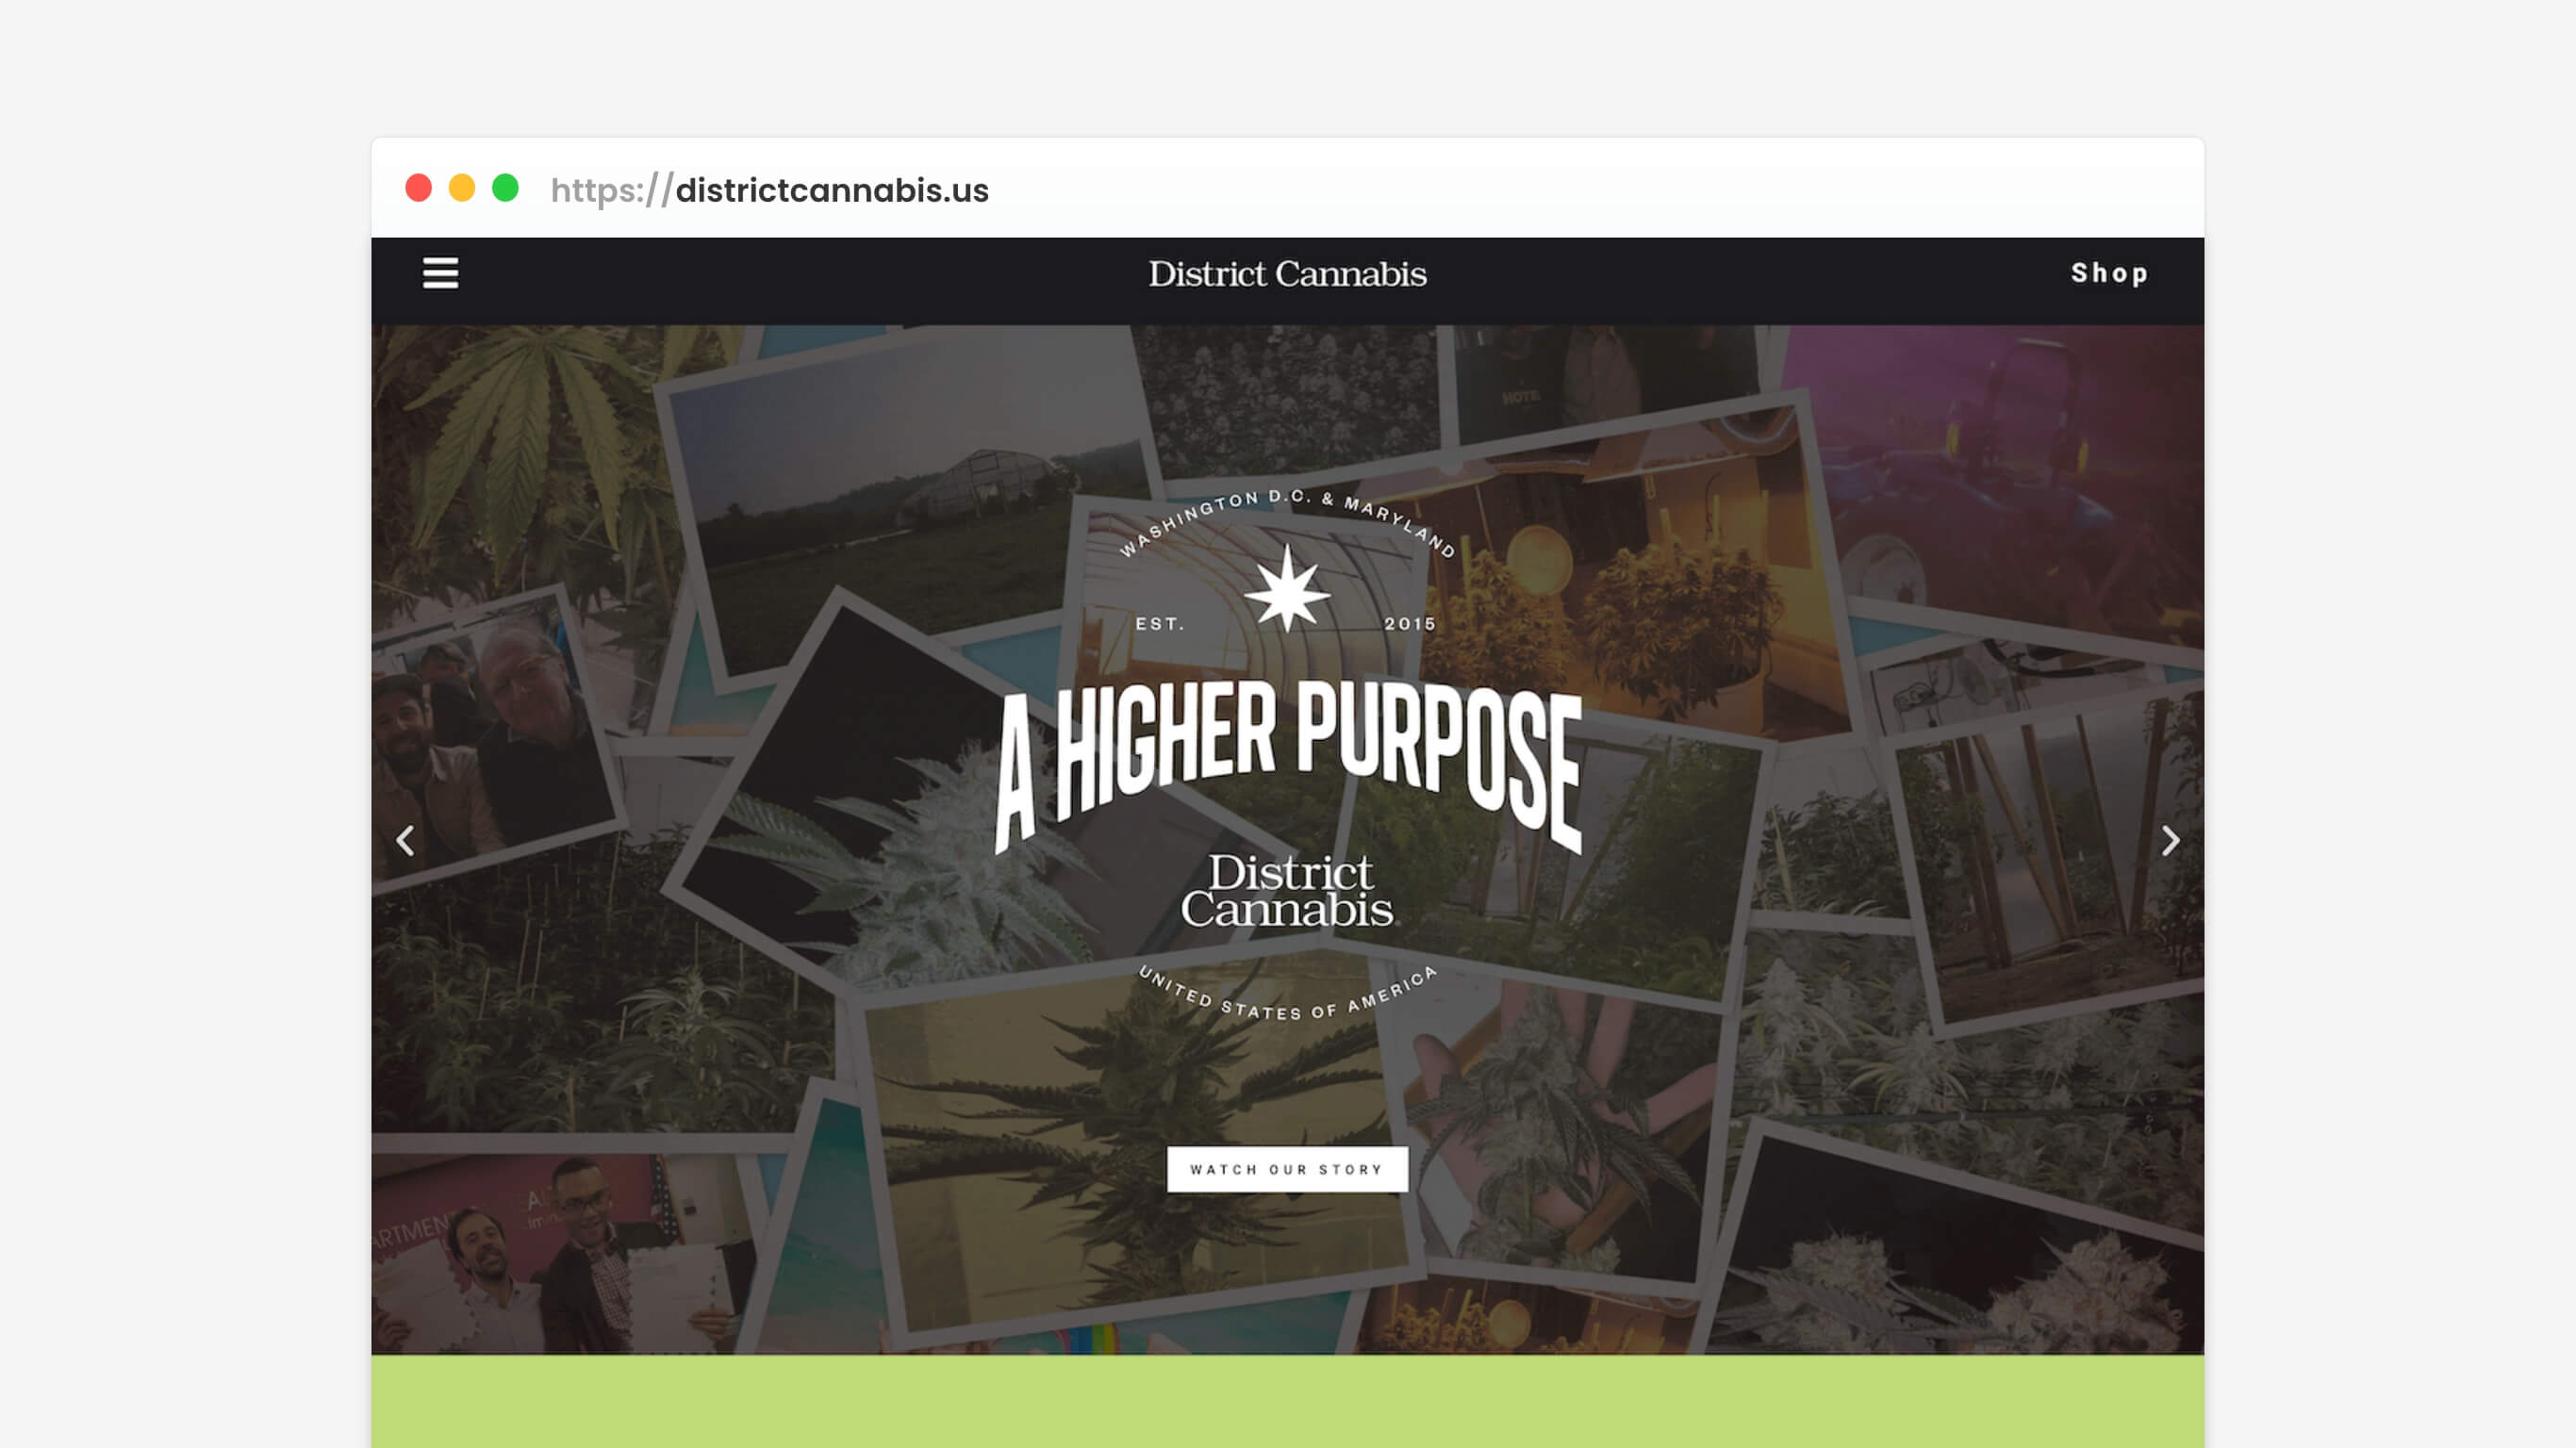 https://districtcannabis.us
District Cannabis
Shop
HOTE
WASHINGTON D.C. & MARYLAND
EST. 2015
A HIGHER PURPOSE
District
Cannabis
UNITED STATES OF AMERICA
WATCH OUR STORY